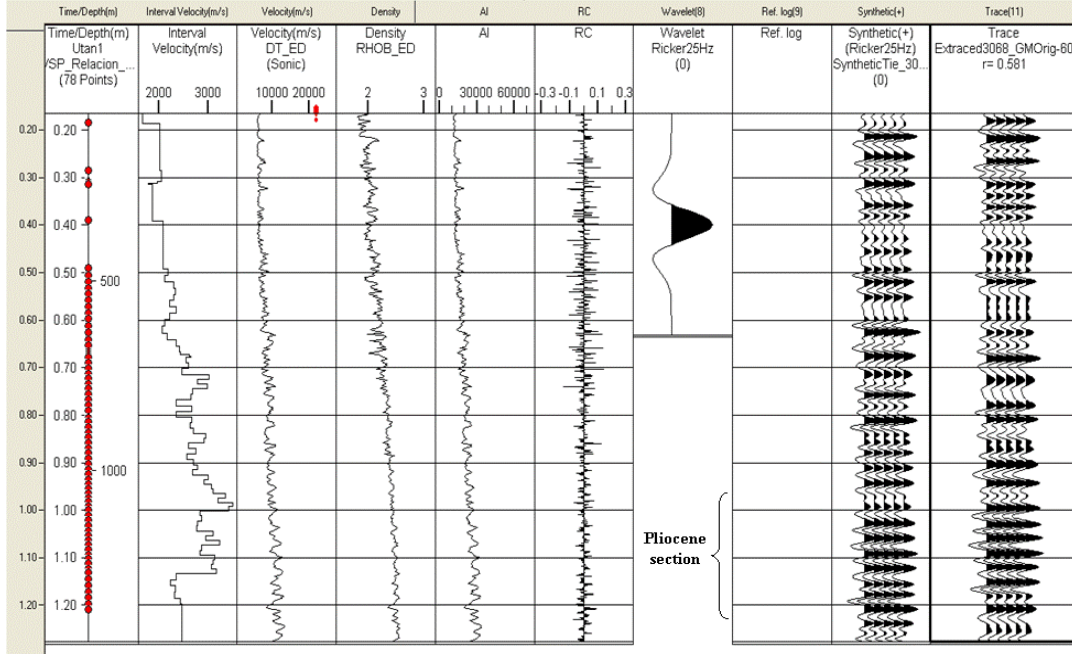 Time/Depth(m) Interval Velocity(m/s) Velocity(m/s) Density AI RC Wavelet(8) Ref. log(9) Synthetic(+) Trace(11)
Time/Depth(m) Interval Velocity(m/s) Density AI RC Wavelet Ref. log Synthetic(+) Trace
Utan1 Velocity(m/s) DT_ED RHOB_ED Ricker25Hz (Ricker25Hz) Extraced3068_GMOrig-60
/SP_Relacion_... (Sonic) (0) SyntheticTie_30... r= 0.581
(78 Points) (0)
2000 3000 10000 20000 2 3 0 30000 60000 -0.3 -0.1 0.1 0.3
0.20 0.20
0.30 0.30
0.40 0.40
0.50 0.50
500
0.60 0.60
0.70 0.70
0.80 0.80
0.90 0.90
1000
1.00 1.00
Pliocene
section
1.10 1.10
1.20 1.20